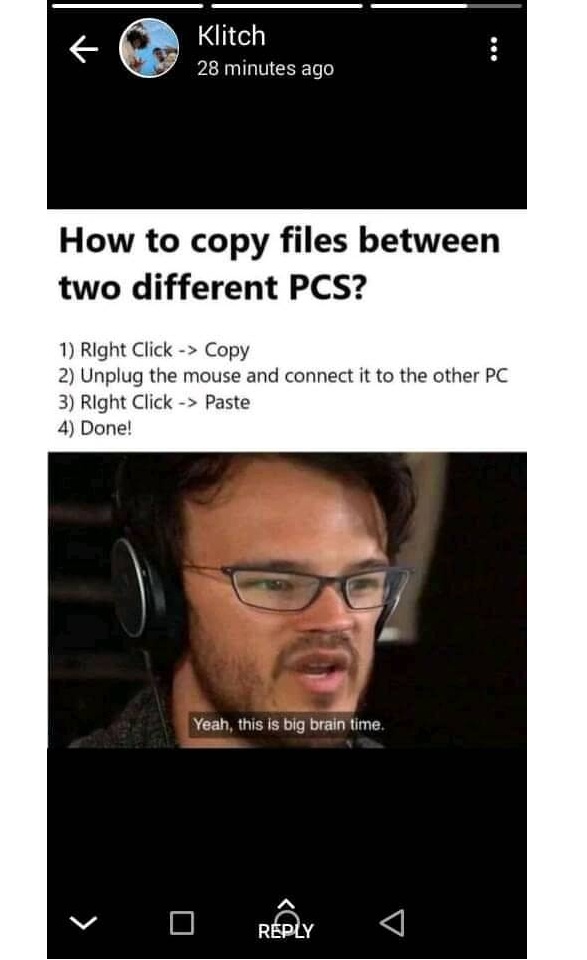 Klitch
28 minutes ago
How to copy files between
two different PCS?
1) RIght Click -> Copy
2) Unplug the mouse and connect it to the other PC
3) RIght Click -> Paste
4) Done!
Yeah, this is big brain time.
REPLY